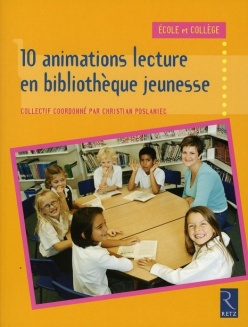 ÉCOLE et COLLÈGE
10 animations lecture
en bibliothèque jeunesse
COLLECTIF COORDONNÉ PAR CHRISTIAN POSLANIEC
RETZ